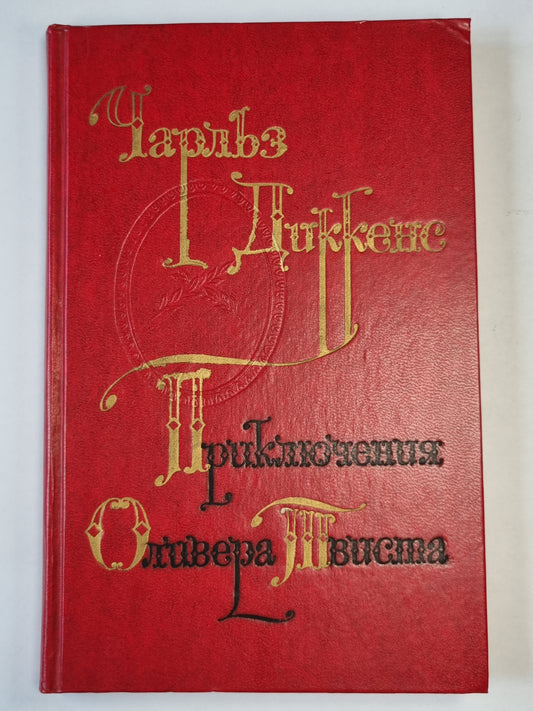 Чарльз
Диккенс
Приключения
Оливера Твиста